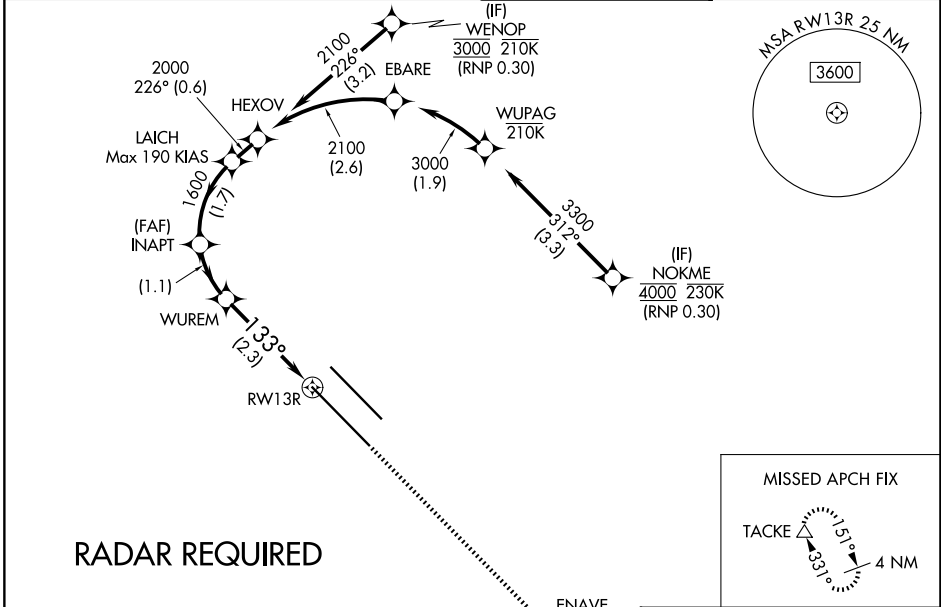 (IF)
WENOP
3000 210K
(RNP 0.30)
2100
226°
(3.2)
2000
226° (0.6)
HEXOV
EBARE
WUPAG
210K
LAICH
Max 190 KIAS
2100
(2.6)
3000
(1.9)
1600
(1.7)
3300
312°
(3.3)
(FAF)
INAPT
(IF)
NOKME
4000 230K
(RNP 0.30)
(1.1)
WUREM
133°
(2.3)
RW13R
MSA RW13R 25 NM
3600
RADAR REQUIRED
MISSED APCH FIX
TACKE
151°
331°
4 NM